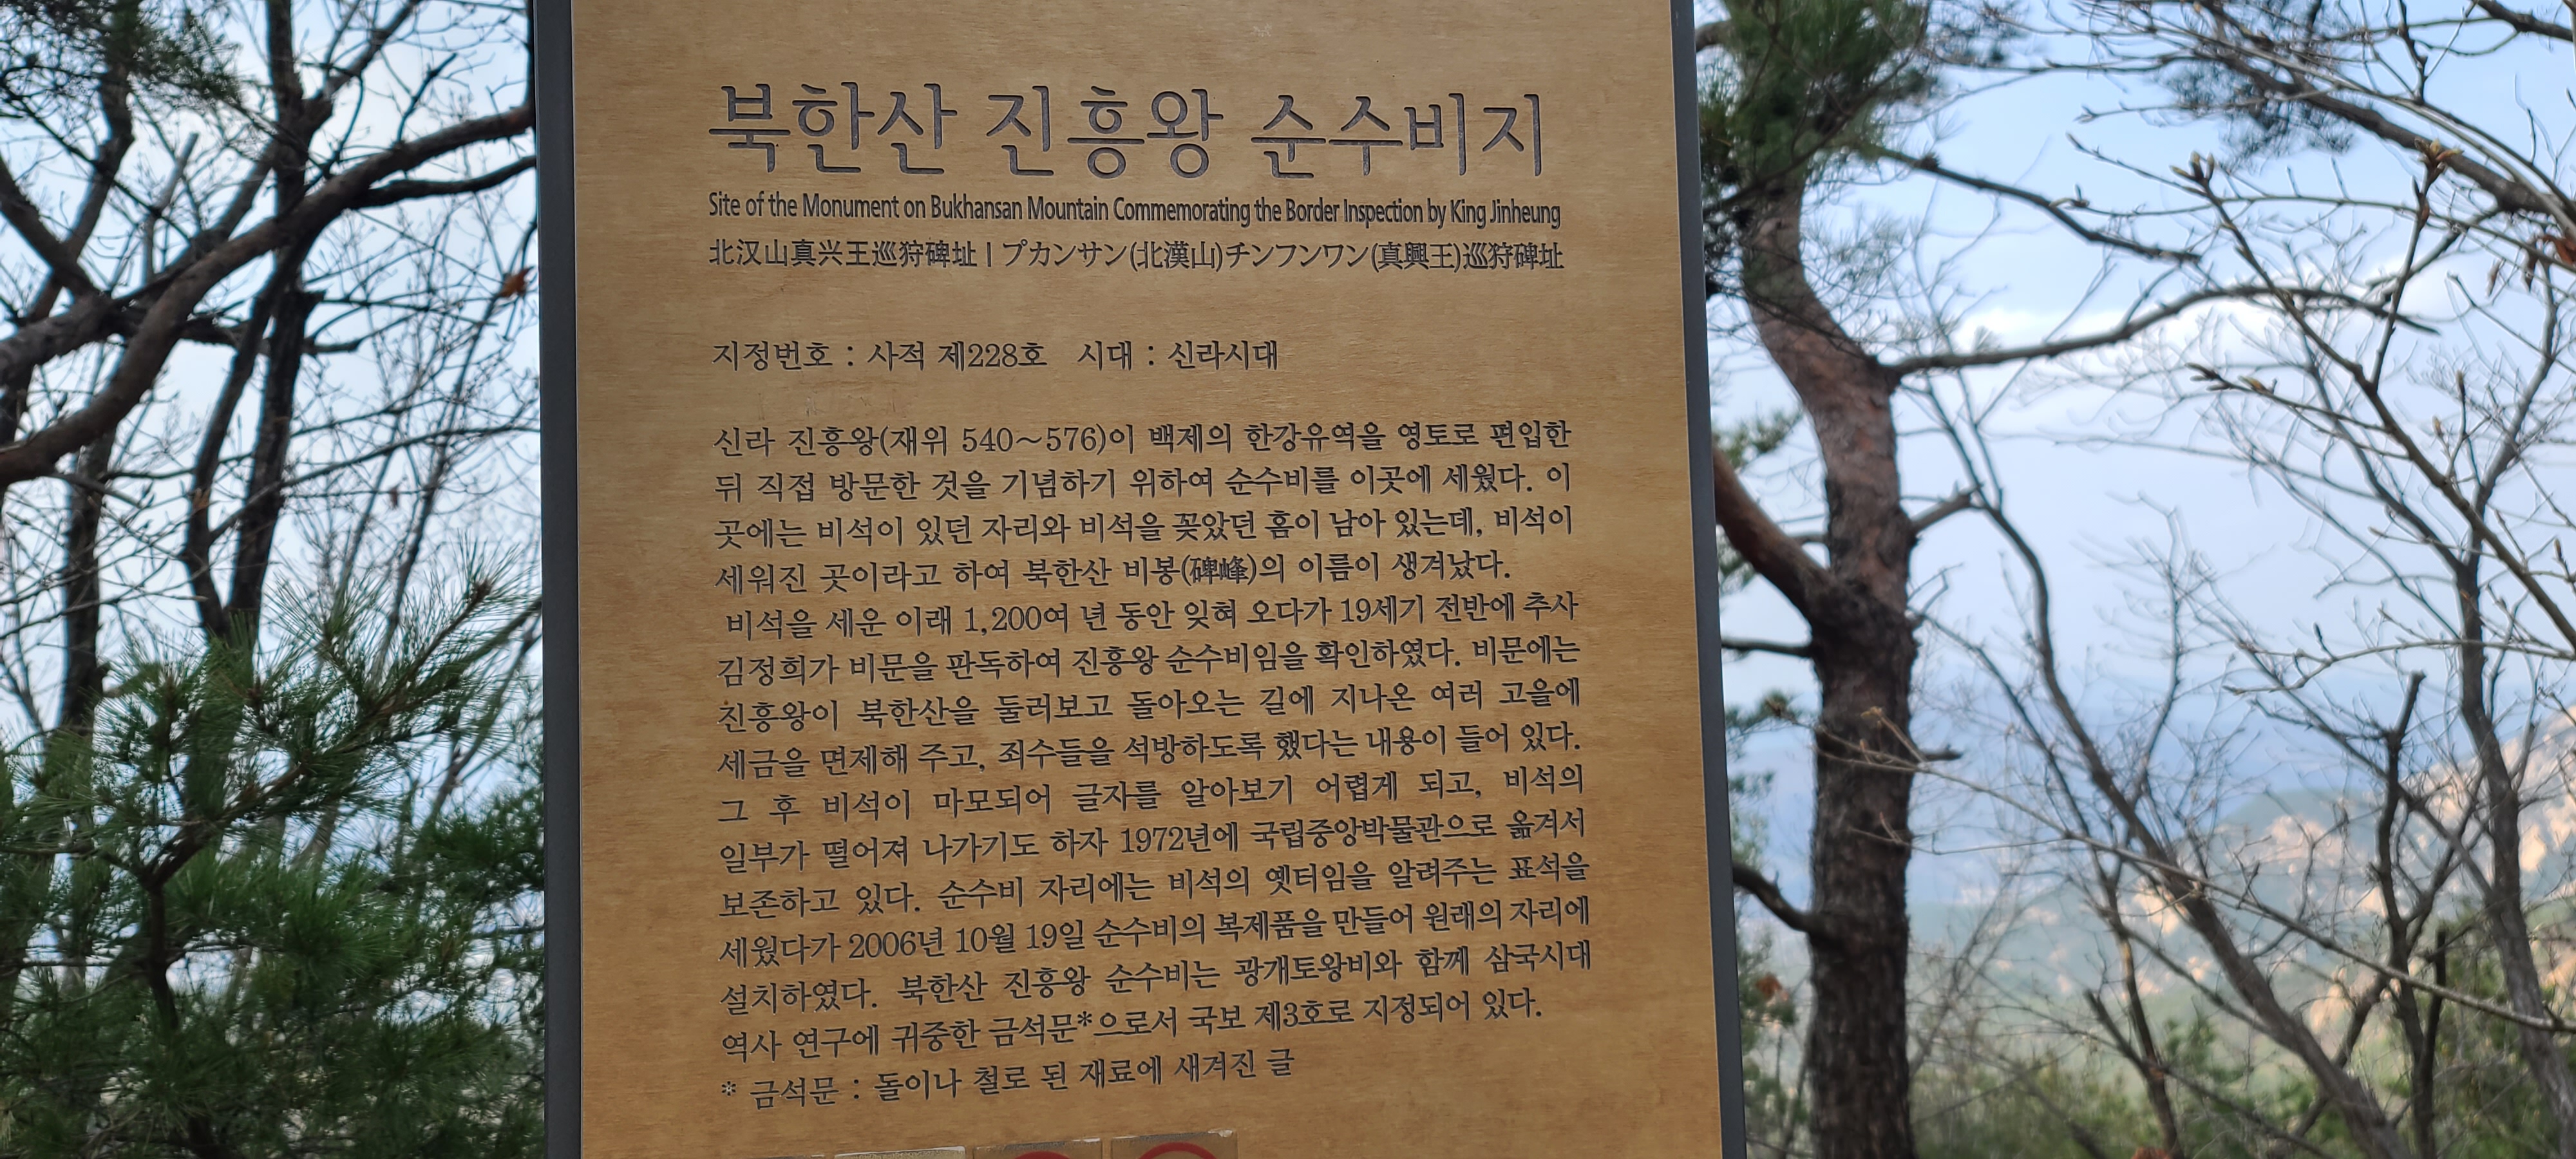 북한산 진흥왕 순수비지
Site of the Monument on Bukhansan Mountain Commemorating the Border Inspection by King Jinheung
北汉山真兴王巡狩碑址 | プカンサン(北漢山)チンフンワン(真興王)巡狩碑址
지정번호 : 사적 제228호 시대 : 신라시대
신라 진흥왕(재위 540～576)이 백제의 한강유역을 영토로 편입한
뒤 직접 방문한 것을 기념하기 위하여 순수비를 이곳에 세웠다. 이
곳에는 비석이 있던 자리와 비석을 꽂았던 홈이 남아 있는데, 비석이
세워진 곳이라고 하여 북한산 비봉(碑峰)의 이름이 생겨났다.
비석을 세운 이래 1,200여 년 동안 잊혀 오다가 19세기 전반에 추사
김정희가 비문을 판독하여 진흥왕 순수비임을 확인하였다. 비문에는
진흥왕이 북한산을 둘러보고 돌아오는 길에 지나온 여러 고을에
세금을 면제해 주고, 죄수들을 석방하도록 했다는 내용이 들어 있다.
그 후 비석이 마모되어 글자를 알아보기 어렵게 되고, 비석의
일부가 떨어져 나가기도 하자 1972년에 국립중앙박물관으로 옮겨서
보존하고 있다. 순수비 자리에는 비석의 옛터임을 알려주는 표석을
세웠다가 2006년 10월 19일 순수비의 복제품을 만들어 원래의 자리에
설치하였다. 북한산 진흥왕 순수비는 광개토왕비와 함께 삼국시대
역사 연구에 귀중한 금석문*으로서 국보 제3호로 지정되어 있다.
* 금석문 : 돌이나 철로 된 재료에 새겨진 글